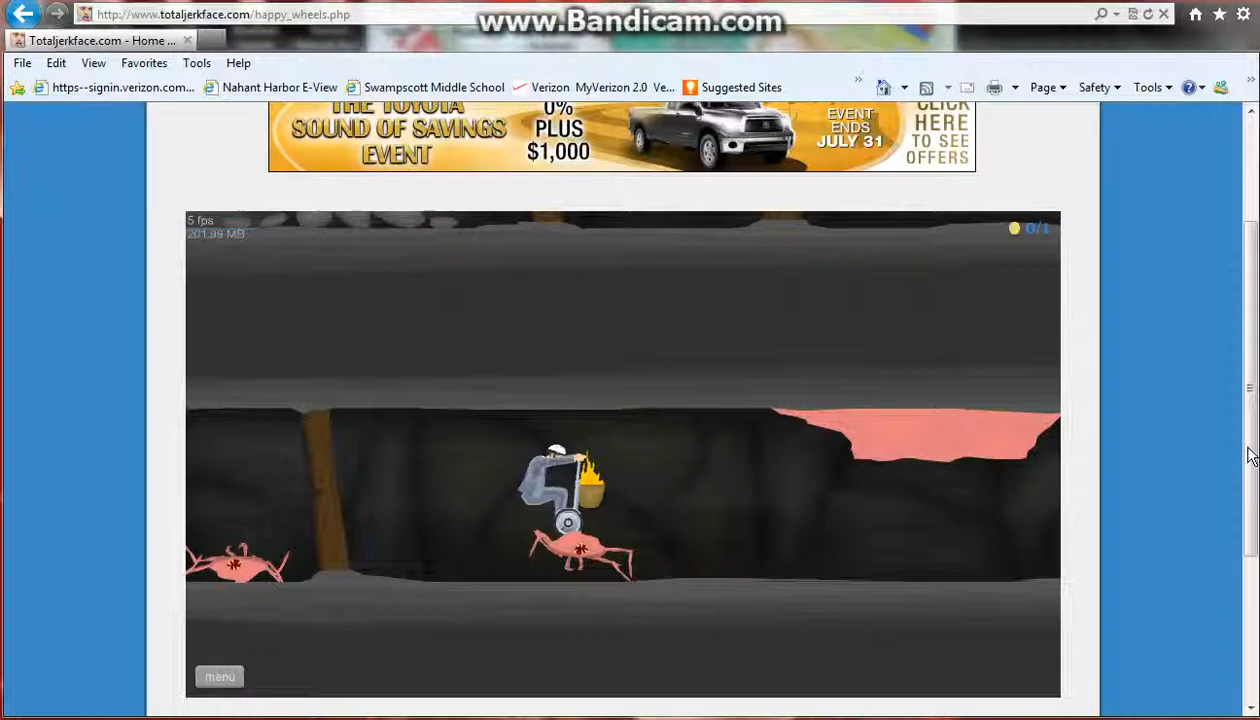 www.Bandicam.com
http://www.totaljerkface.com/happy_wheels.php
Totaljerkface.com - Home ...
File Edit View Favorites Tools Help
https--signin.verizon.com... Nahant Harbor E-View Swampscott Middle School Verizon MyVerizon 2.0 Ve... Suggested Sites Page Safety Tools
THE TOYOTA
SOUND OF SAVINGS
EVENT
0%
PLUS
$1,000
EVENT
ENDS
JULY 31
CLICK
HERE
TO SEE
OFFERS
5 fps
201.99 MB
0/1
menu